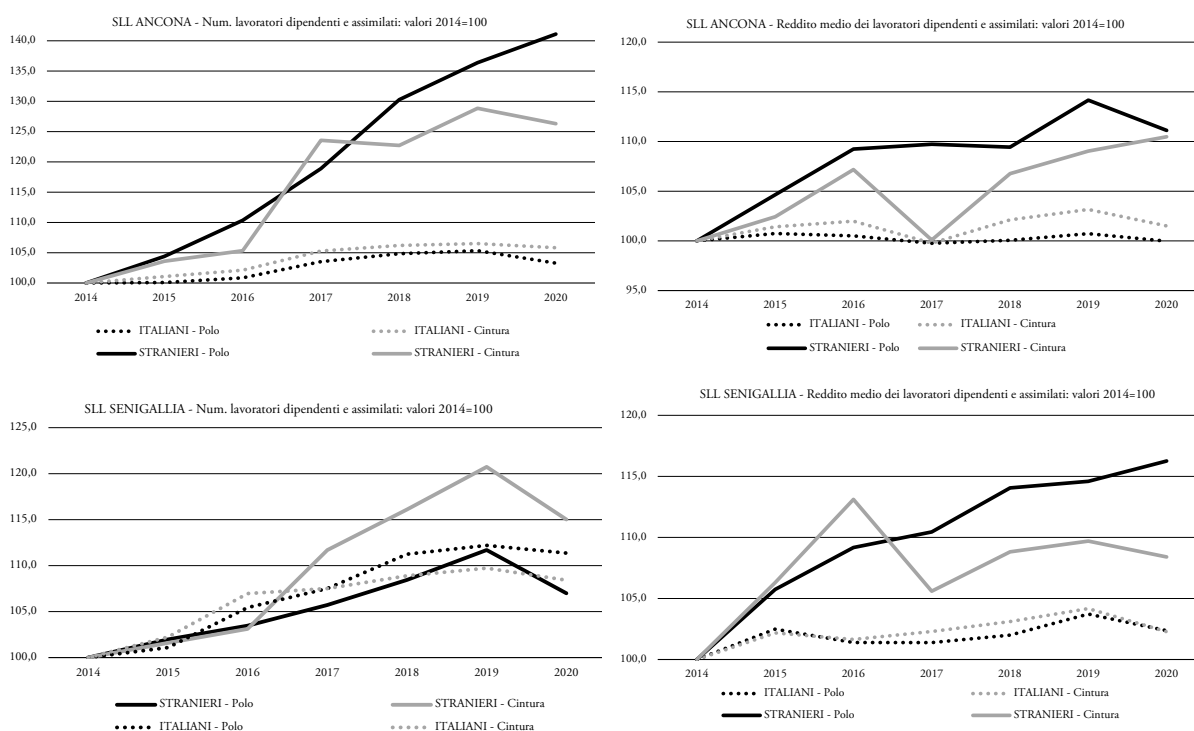 SLL ANCONA - Num. lavoratori dipendenti e assimilati: valori 2014=100
140,0
135,0
130,0
125,0
120,0
115,0
110,0
105,0
100,0
2014 2015 2016 2017 2018 2019 2020
ITALIANI - Polo ITALIANI - Cintura
STRANIERI - Polo STRANIERI - Cintura
SLL ANCONA - Reddito medio dei lavoratori dipendenti e assimilati: valori 2014=100
120,0
115,0
110,0
105,0
100,0
95,0
2014 2015 2016 2017 2018 2019 2020
ITALIANI - Polo ITALIANI - Cintura
STRANIERI - Polo STRANIERI - Cintura
SLL SENIGALLIA - Num. lavoratori dipendenti e assimilati: valori 2014=100
125,0
120,0
115,0
110,0
105,0
100,0
2014 2015 2016 2017 2018 2019 2020
STRANIERI - Polo STRANIERI - Cintura
ITALIANI - Polo ITALIANI - Cintura
SLL SENIGALLIA - Reddito medio dei lavoratori dipendenti e assimilati: valori 2014=100
120,0
115,0
110,0
105,0
100,0
2014 2015 2016 2017 2018 2019 2020
ITALIANI - Polo ITALIANI - Cintura
STRANIERI - Polo STRANIERI - Cintura